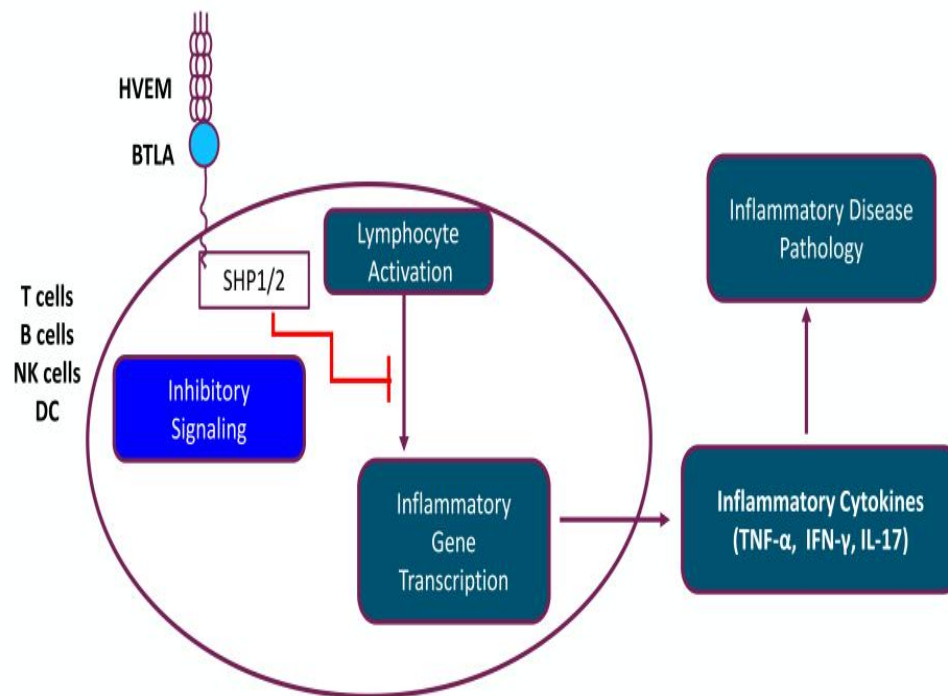 HVEM
BTLA
T cells
B cells
NK cells
DC
SHP1/2
Lymphocyte
Activation
Inhibitory
Signaling
Inflammatory
Gene
Transcription
Inflammatory Disease
Pathology
Inflammatory Cytokines
(TNF-α, IFN-γ, IL-17)